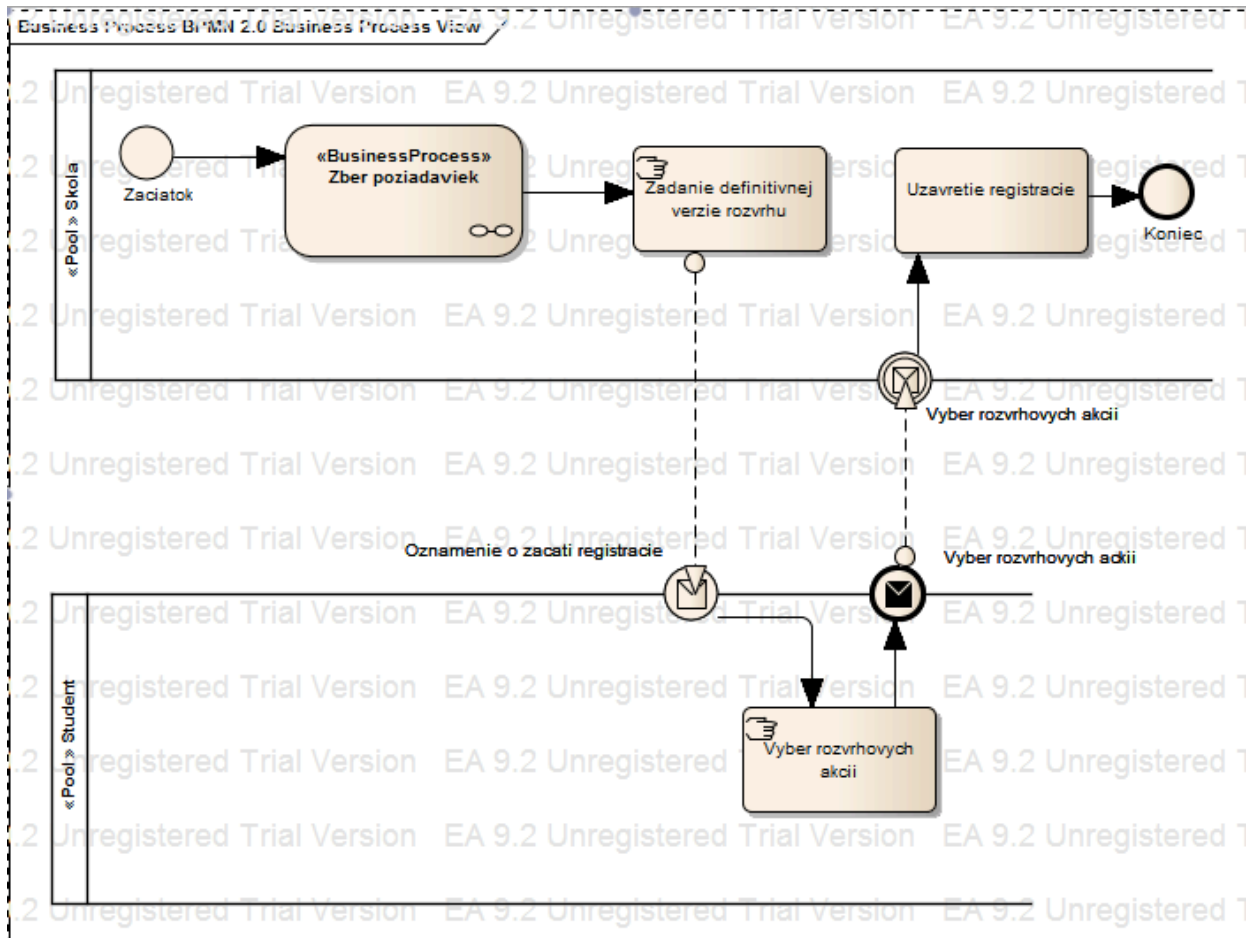 Business Process BPMN 2.0 Business Process View
EA 9.2 Unregistered Trial Version
«Pool» Skola
Zaciatok
«BusinessProcess»
Zber poziadaviek
Zadanie definitivnej
verzie rozvrhu
Uzavretie registracie
Koniec
Vyber rozvrhovych akcii
Oznamenie o zacati registracie
Vyber rozvrhovych adkii
«Pool» Student
Vyber rozvrhovych
akcii